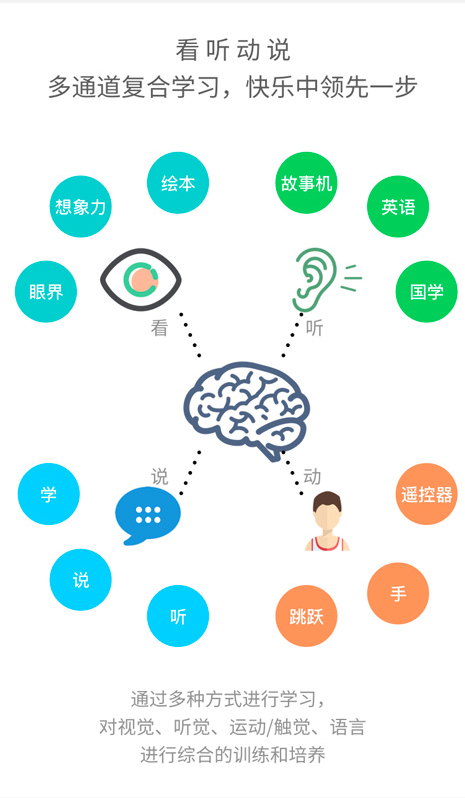 看听动说
多通道复合学习，快乐中领先一步
绘本
故事机
想象力
英语
眼界
国学
看
听
说
动
学
遥控器
说
手
听
跳跃
通过多种方式进行学习，
对视觉、听觉、运动/触觉、语言
进行综合的训练和培养